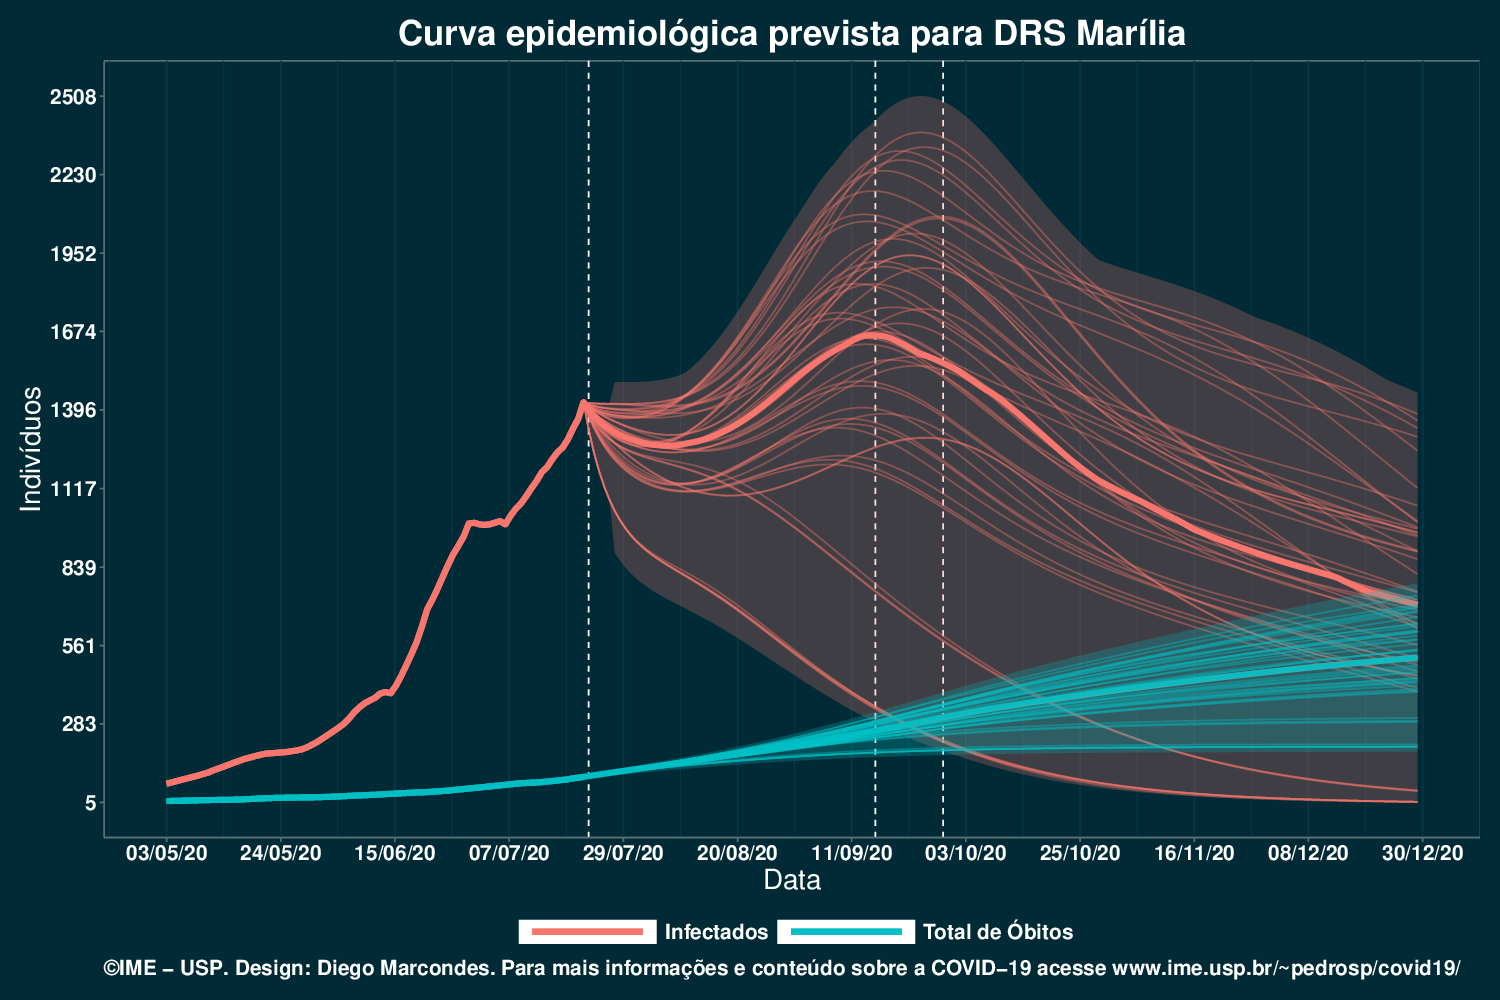 Curva epidemiológica prevista para DRS Marília
Indivíduos
2508
2230
1952
1674
1396
1117
839
561
283
5
03/05/20 24/05/20 15/06/20 07/07/20 29/07/20 20/08/20 11/09/20 03/10/20 25/10/20 16/11/20 08/12/20 30/12/20
Data
Infectados Total de Óbitos
©IME − USP. Design: Diego Marcondes. Para mais informações e conteúdo sobre a COVID−19 acesse www.ime.usp.br/~pedrosp/covid19/